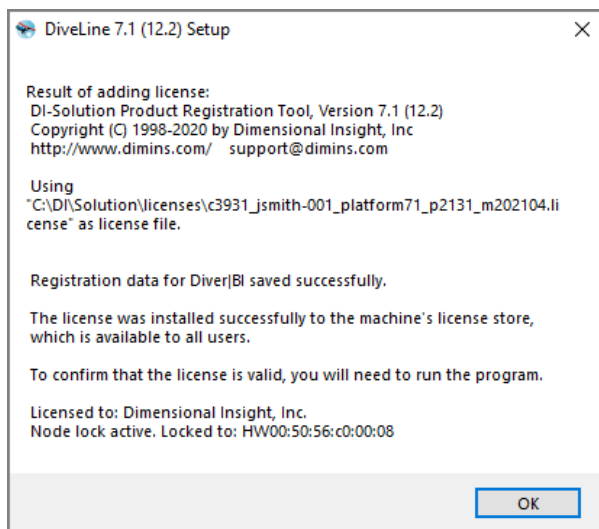 DiveLine 7.1 (12.2) Setup
Result of adding license:
DI-Solution Product Registration Tool, Version 7.1 (12.2)
Copyright (C) 1998-2020 by Dimensional Insight, Inc
http://www.dimins.com/ support@dimins.com
Using
"C:\DI\Solution\licenses\c3931_jsmith-001_platform71_p2131_m202104.li
cense" as license file.
Registration data for Diver|BI saved successfully.
The license was installed successfully to the machine's license store,
which is available to all users.
To confirm that the license is valid, you will need to run the program.
Licensed to: Dimensional Insight, Inc.
Node lock active. Locked to: HW00:50:56:c0:00:08
OK